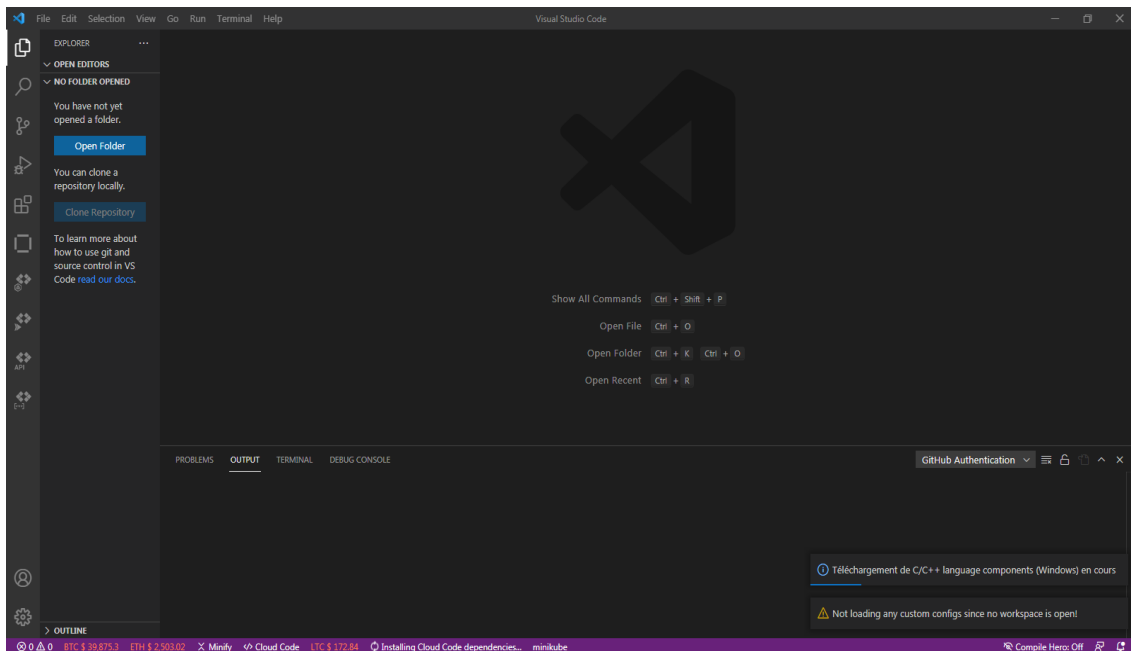 File Edit Selection View Go Run Terminal Help
Visual Studio Code
EXPLORER
OPEN EDITORS
NO FOLDER OPENED
You have not yet
opened a folder.
Open Folder
You can clone a
repository locally.
Clone Repository
To learn more about
how to use git and
source control in VS
Code read our docs.
API
OUTLINE
Show All Commands Ctrl + Shift + P
Open File Ctrl + O
Open Folder Ctrl + K Ctrl + O
Open Recent Ctrl + R
PROBLEMS OUTPUT TERMINAL DEBUG CONSOLE
GitHub Authentication
Téléchargement de C/C++ language components (Windows) en cours
Not loading any custom configs since no workspace is open!
0 0 BTC $ 39.875.3 ETH $ 2.503.02 Minify Cloud Code LTC $ 172.84 Installing Cloud Code dependencies... minikube
Compile Hero: Off